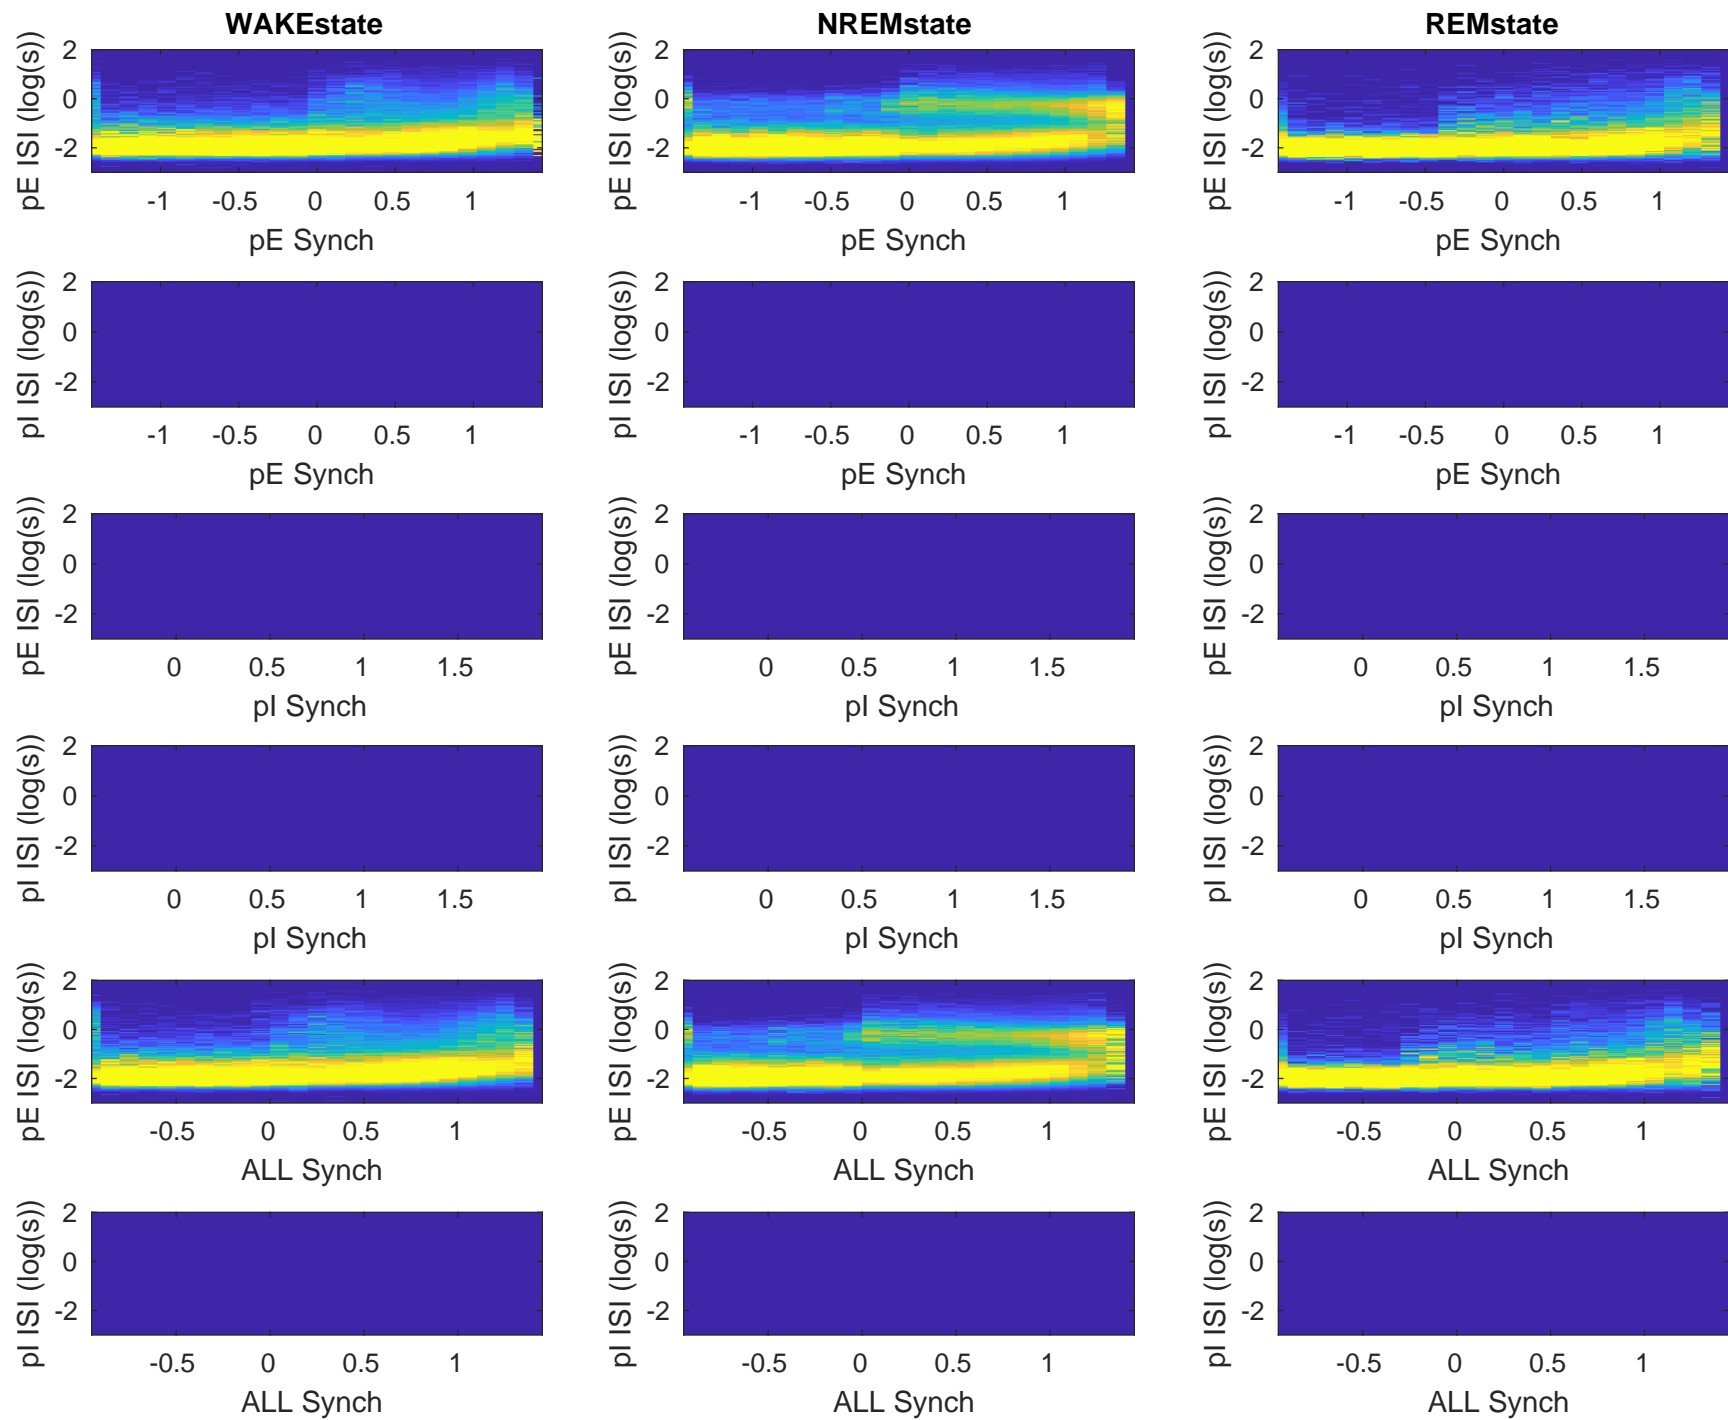 WAKEstate NREMstate REMstate
pE ISI (log(s)) 2 0 -2 pE ISI (log(s)) 2 0 -2 pE ISI (log(s)) 2 0 -2
-1 -0.5 0 0.5 1 -1 -0.5 0 0.5 1 -1 -0.5 0 0.5 1
pE Synch pE Synch pE Synch
pI ISI (log(s)) 2 0 -2 pI ISI (log(s)) 2 0 -2 pI ISI (log(s)) 2 0 -2
-1 -0.5 0 0.5 1 -1 -0.5 0 0.5 1 -1 -0.5 0 0.5 1
pE Synch pE Synch pE Synch
pE ISI (log(s)) 2 0 -2 pE ISI (log(s)) 2 0 -2 pE ISI (log(s)) 2 0 -2
0 0.5 1 1.5 0 0.5 1 1.5 0 0.5 1 1.5
pI Synch pI Synch pI Synch
pI ISI (log(s)) 2 0 -2 pI ISI (log(s)) 2 0 -2 pI ISI (log(s)) 2 0 -2
0 0.5 1 1.5 0 0.5 1 1.5 0 0.5 1 1.5
pI Synch pI Synch pI Synch
pE ISI (log(s)) 2 0 -2 pE ISI (log(s)) 2 0 -2 pE ISI (log(s)) 2 0 -2
-0.5 0 0.5 1 -0.5 0 0.5 1 -0.5 0 0.5 1
ALL Synch ALL Synch ALL Synch
pI ISI (log(s)) 2 0 -2 pI ISI (log(s)) 2 0 -2 pI ISI (log(s)) 2 0 -2
-0.5 0 0.5 1 -0.5 0 0.5 1 -0.5 0 0.5 1
ALL Synch ALL Synch ALL Synch